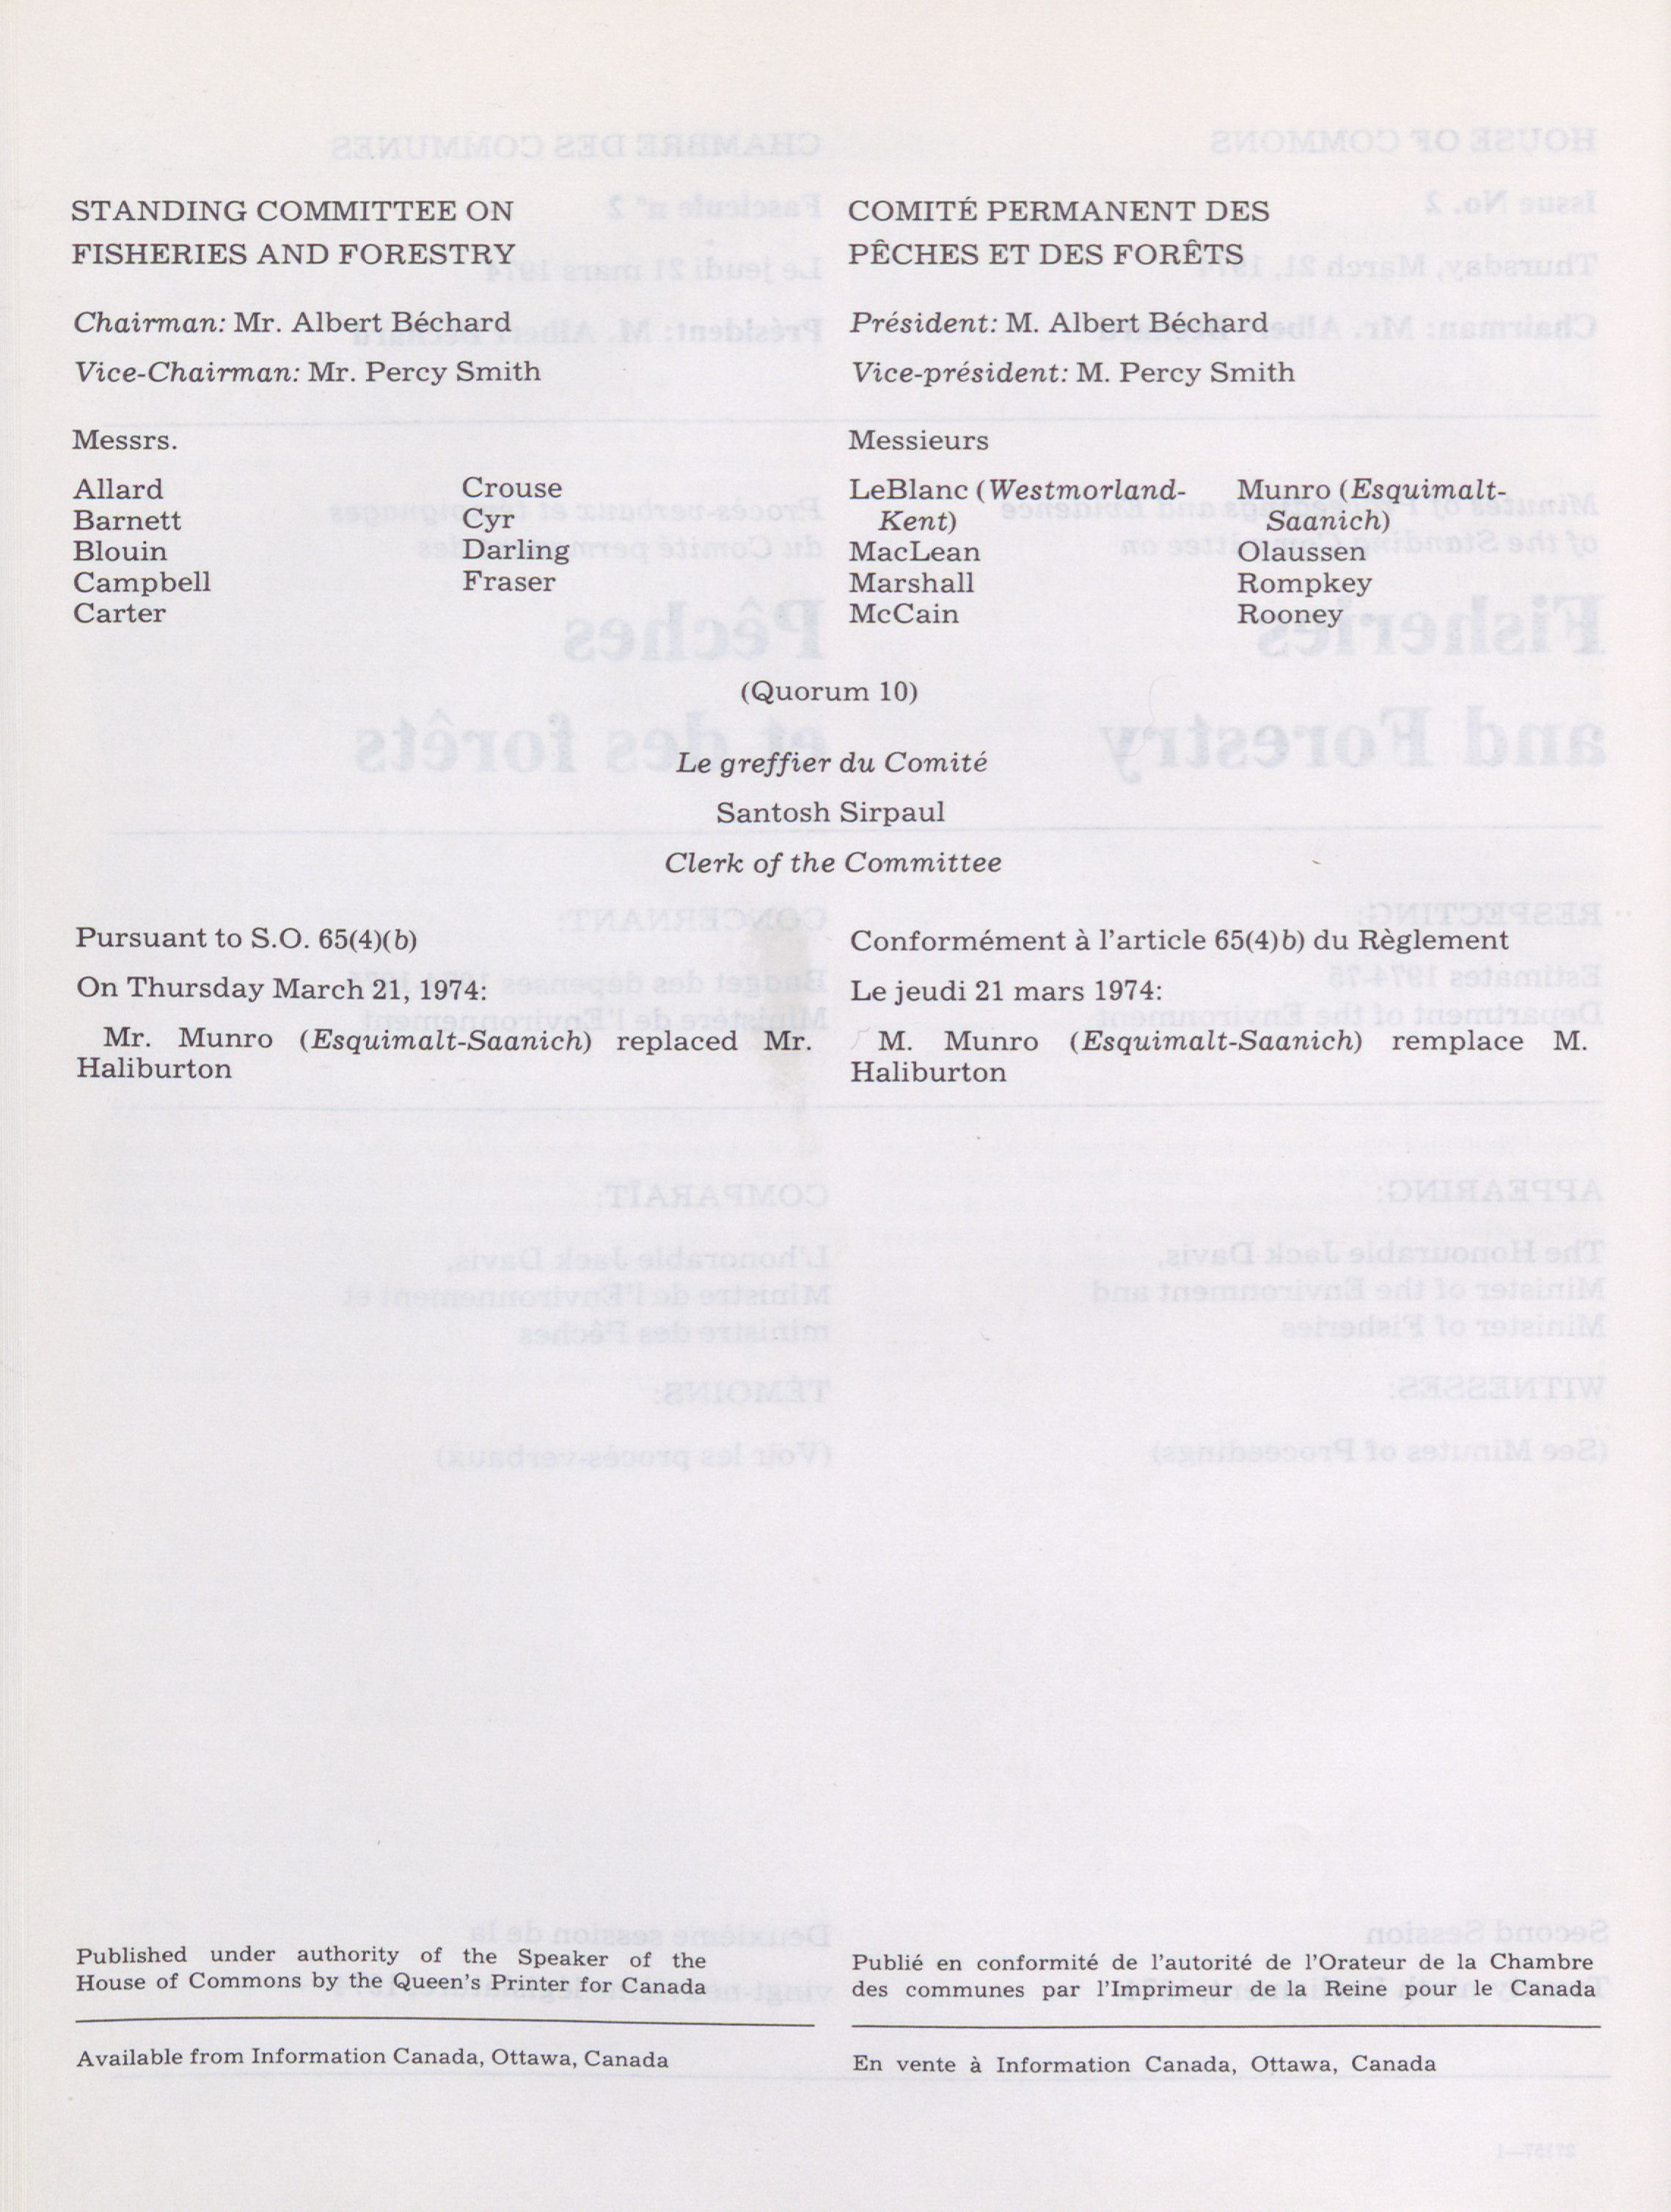 STANDING COMMITTEE ON
FISHERIES AND FORESTRY
Chairman: Mr. Albert Béchard
Vice-Chairman: Mr. Percy Smith
COMITÉ PERMANENT DES
PÊCHES ET DES FORÊTS
Président: M. Albert Béchard
Vice-président: M. Percy Smith
Messrs.
Allard
Barnett
Blouin
Campbell
Carter
Crouse
Cyr
Darling
Fraser
Messieurs
LeBlanc (Westmorland-
Kent)
MacLean
Marshall
McCain
Munro (Esquimalt-
Saanich)
Olaussen
Rompkey
Rooney
(Quorum 10)
Le greffier du Comité
Santosh Sirpaul
Clerk of the Committee
Pursuant to S.O. 65(4)(b)
On Thursday March 21, 1974:
Mr. Munro (Esquimalt-Saanich) replaced Mr.
Haliburton
Conformément à l'article 65(4)b) du Règlement
Le jeudi 21 mars 1974:
M. Munro (Esquimalt-Saanich) remplace M.
Haliburton
Published under authority of the Speaker of the
House of Commons by the Queen's Printer for Canada
Available from Information Canada, Ottawa, Canada
Publié en conformité de l'autorité de l'Orateur de la Chambre
des communes par l'Imprimeur de la Reine pour le Canada
En vente à Information Canada, Ottawa, Canada